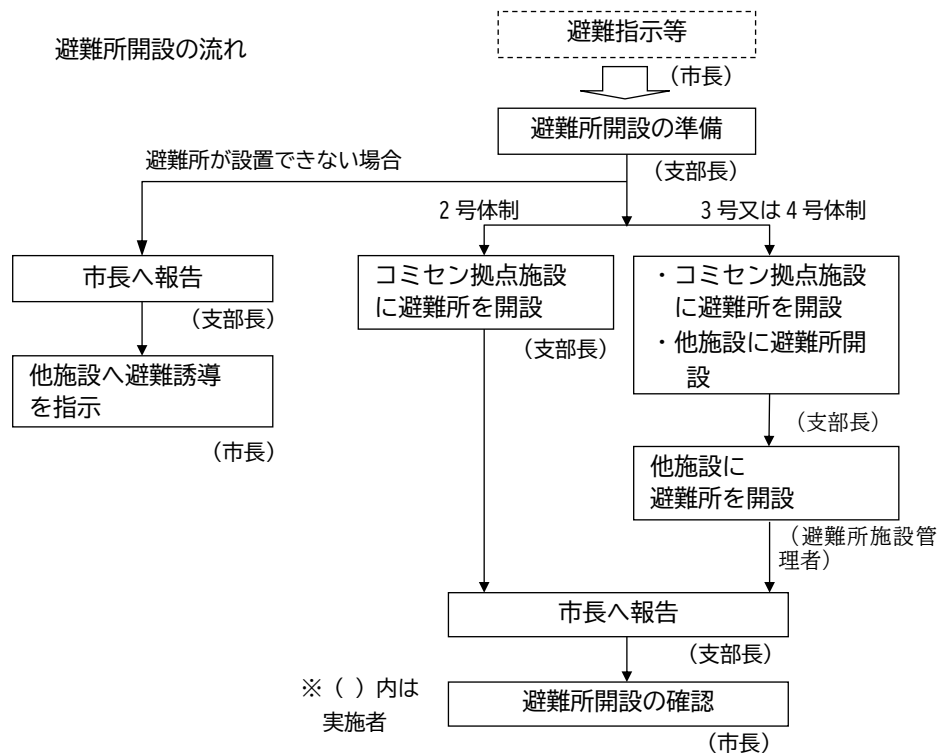 避難所開設の流れ
避難指示等
（市長）
避難所開設の準備
（支部長）
避難所が設置できない場合
2 号体制
3 号又は 4 号体制
市長へ報告
（支部長）
他施設へ避難誘導
を指示
（市長）
コミセン拠点施設
に避難所を開設
（支部長）
・コミセン拠点施設
に避難所を開設
・他施設に避難所開
設
（支部長）
他施設に
避難所を開設
（避難所施設管
理者）
市長へ報告
（支部長）
※（ ）内は
実施者
避難所開設の確認
（市長）